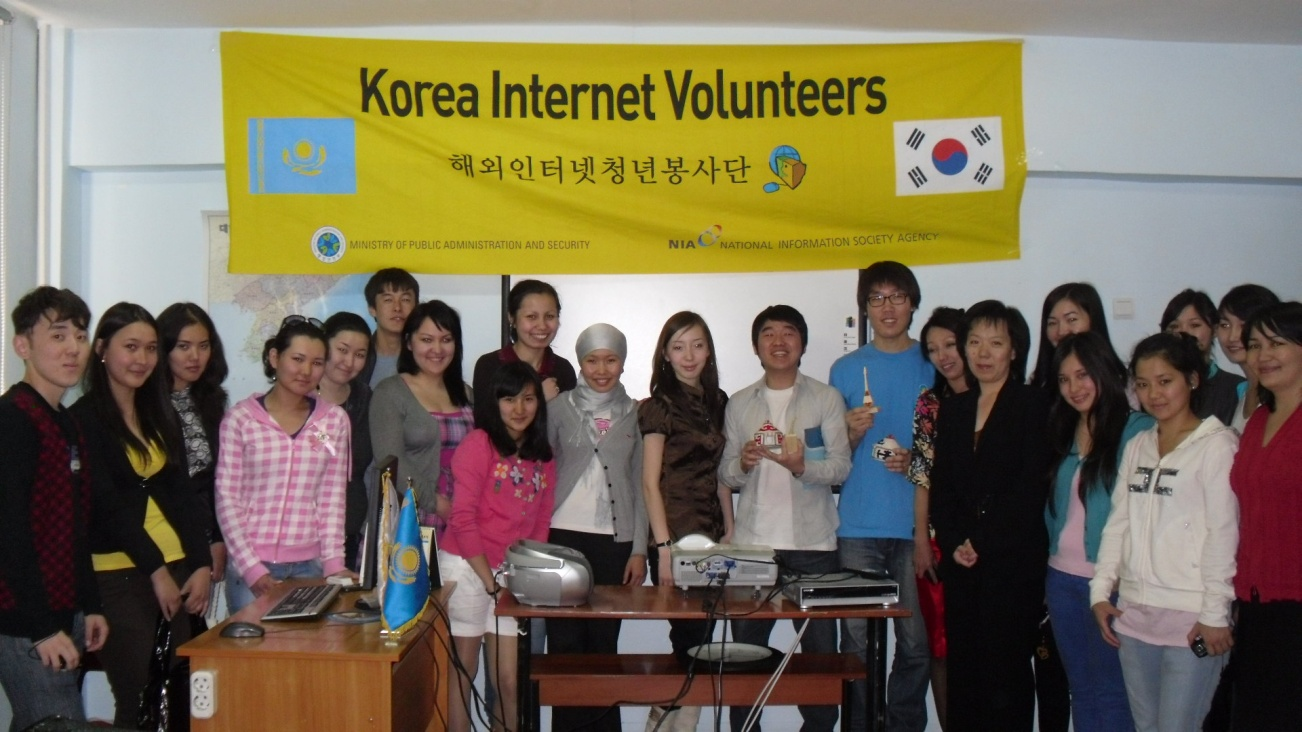 Korea Internet Volunteers
해외인터넷청년봉사단
MINISTRY OF PUBLIC ADMINISTRATION AND SECURITY
NIA NATIONAL INFORMATION SOCIETY AGENCY